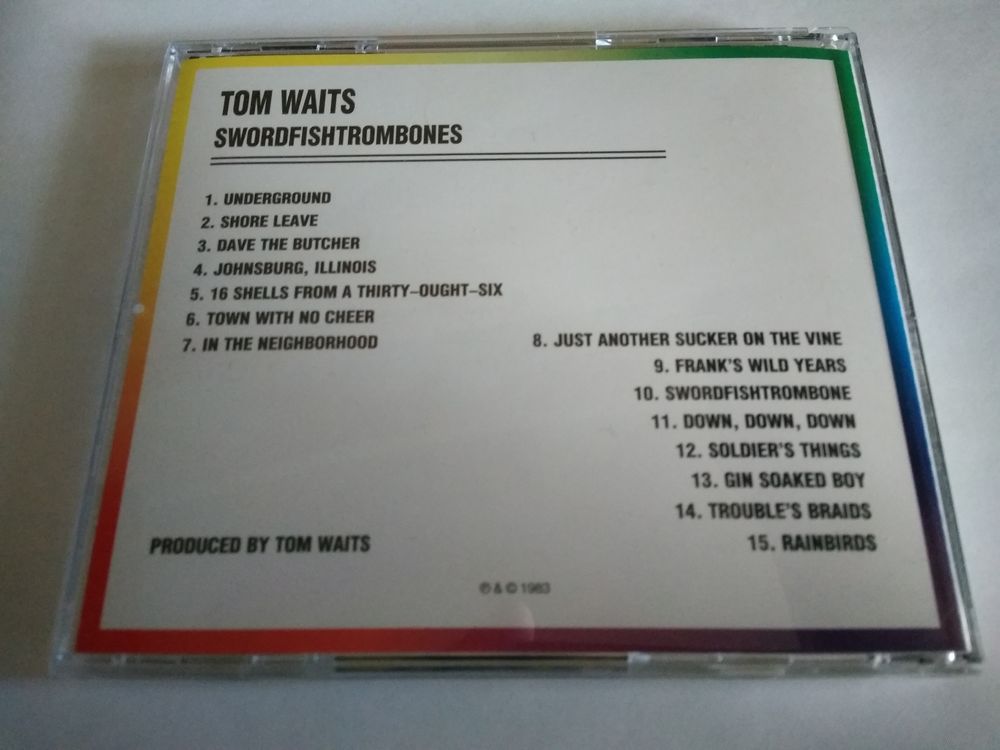 TOM WAITS
SWORDFISHTROMBONES
1. UNDERGROUND
2. SHORE LEAVE
3. DAVE THE BUTCHER
4. JOHNSBURG, ILLINOIS
5. 16 SHELLS FROM A THIRTY–OUGHT–SIX
6. TOWN WITH NO CHEER
7. IN THE NEIGHBORHOOD
8. JUST ANOTHER SUCKER ON THE VINE
9. FRANK'S WILD YEARS
10. SWORDFISHTROMBONE
11. DOWN, DOWN, DOWN
12. SOLDIER'S THINGS
13. GIN SOAKED BOY
14. TROUBLE'S BRAIDS
15. RAINBIRDS
PRODUCED BY TOM WAITS
℗ & © 1983